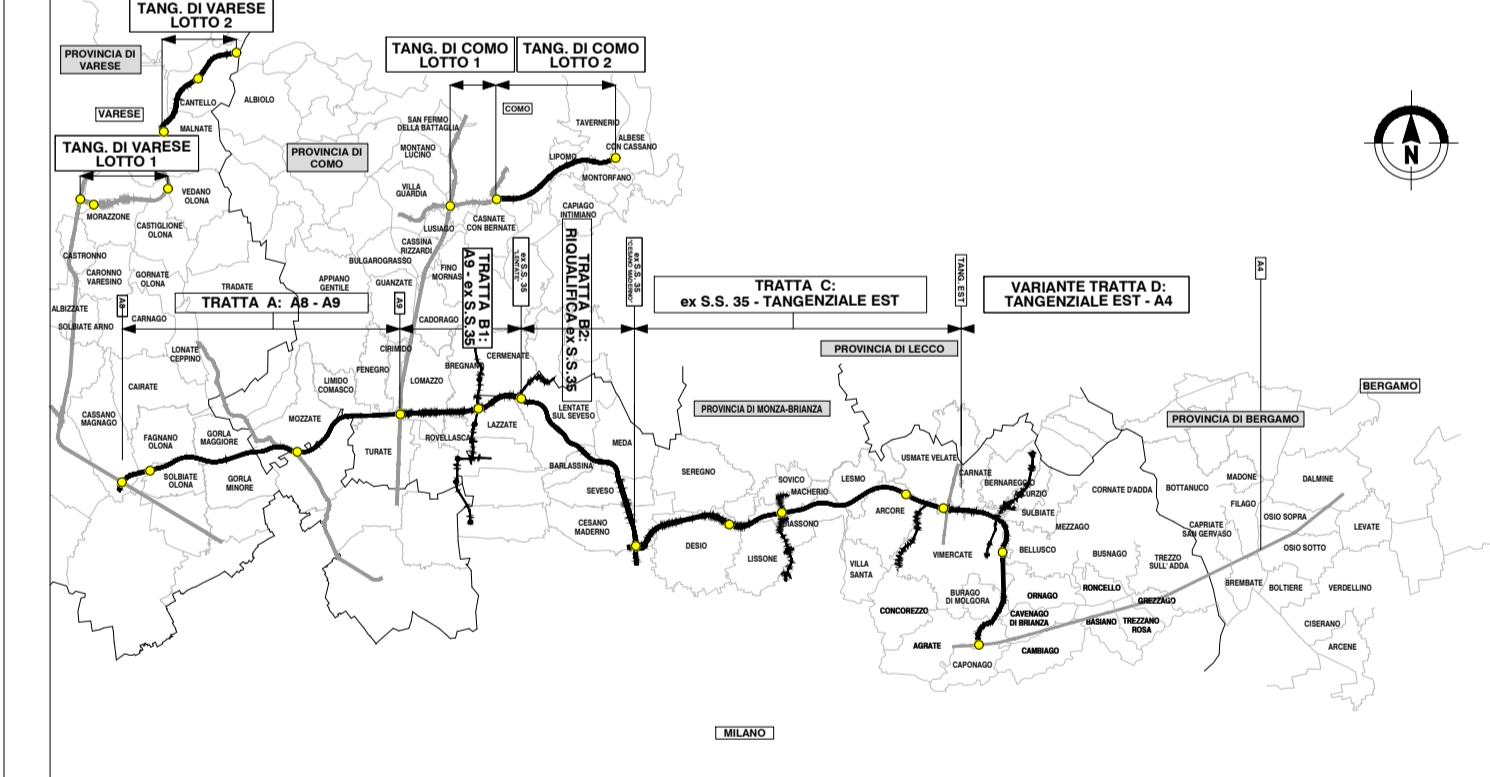 TANG. DI VARESE
LOTTO 2
PROVINCIA DI
VARESE
CANTELLO
ALBIOLO
VARESE
MALNATE
TANG. DI VARESE
LOTTO 1
VEDANO
OLONA
MORAZZONE
CASTIGLIONE
OLONA
TANG. DI COMO
LOTTO 1
TANG. DI COMO
LOTTO 2
COMO
SAN FERMO
DELLA BATTAGLIA
TAVERNERIO
ALBESE
CON CASSANO
PROVINCIA DI
COMO
MONTANO
LUCINO
LIPOMO
MONTORFANO
VILLA
GUARDIA
CAPIAGO
INTIMIANO
LUSIAGO
CASNATE
CON BERNATE
N
CASTRONNO
CARONNO
VARESINO
GORNATE
OLONA
CASSINA
RIZZARDI
BULGAROGRASSO
FINO
MORNAS
TRADATE
APPIANO
GENTILE
GUANZATE
ALBIZZATE
SOLBIATE ARNO
CARNAGO
A8
TRATTA A: A8 - A9
A9
CADORAGO
TRATTA B1:
A9 - ex S.S.35
ex S.S. 35
"LENTATE"
TRATTA B2:
RIQUALIFICA ex S.S.35
ex S.S. 35
"CESANO MADERNO"
TRATTA C:
ex S.S. 35 - TANGENZIALE EST
TANG. EST
VARIANTE TRATTA D:
TANGENZIALE EST - A4
A4
LONATE
CEPPINO
CIRIMIDO
FENEGRO
CERMENATE
BREGNANO
PROVINCIA DI LECCO
CAIRATE
LIMIDO
COMASCO
LOMAZZO
BERGAMO
CASSANO
MAGNAGO
MOZZATE
LAZZATE
LENTATE
SUL SEVESO
PROVINCIA DI MONZA-BRIANZA
PROVINCIA DI BERGAMO
FAGNANO
OLONA
GORLA
MAGGIORE
TURATE
ROVELLASCA
MEDA
BARLASSINA
SEREGNO
USMATE VELATE
SOLBIATE
OLONA
GORLA
MINORE
SEVESO
SOVICO
MACHERIO
LESMO
CARNATE
BERNAREGGIO
CORNATE D'ADDA
BOTTANUCO
MADONE
DALMINE
CESANO
MADERNO
BIASSONO
ARCORE
SULBIATE
MEZZAGO
FILAGO
OSIO SOPRA
CAPRIATE
SAN GERVASO
LEVATE
DESIO
LISSONE
VIMERCATE
BELLUSCO
BUSNAGO
TREZZO
SULL' ADDA
OSIO SOTTO
VILLA
SANTA
BURAGO
DI MOLGORA
ORNAGO
RONCELLO
GREZZAGO
BREMBATE
BOLTIERE
VERDELLINO
CONCOREZZO
CAVENAGO
DI BRIANZA
BASIANO
TREZZANO
ROSA
CISERANO
AGRATE
CAMBIAGO
ARCENE
CAPONAGO
MILANO